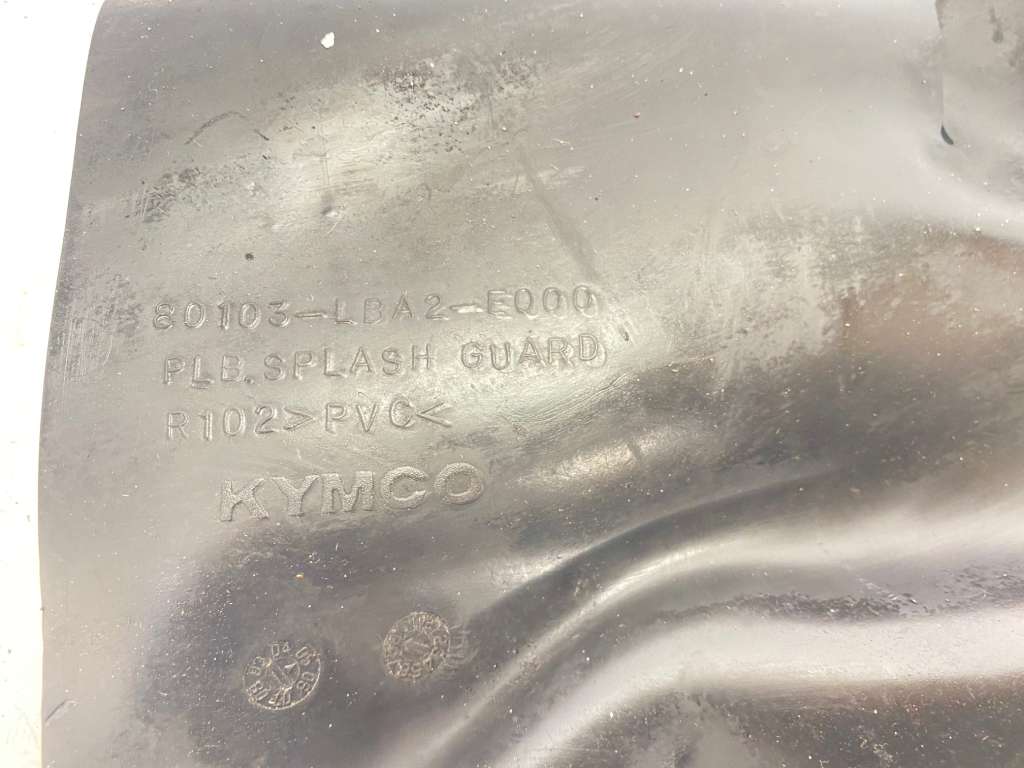 80103-LBA2-E000
PLB.SPLASH GUARD
R102>PVC<
KYMCO